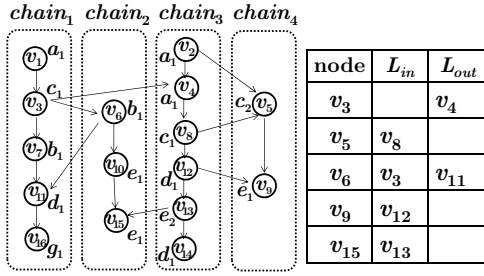 chain₁ chain₂ chain₃ chain₄
v₁ a₁
v₂
a₁
c₁
v₃
v₄
a₁
v₆ b₁
c₂ v₅
v₇ b₁
v₈
c₁
v₁₀
e₁
v₁₂
d₁
v₁₁
d₁
e₁ v₉
v₁₅
e₁
v₁₃
e₂
v₁₆
g₁
v₁₄
d₁
node L_in L_out
v₃ v₄
v₅ v₈
v₆ v₃ v₁₁
v₉ v₁₂
v₁₅ v₁₃